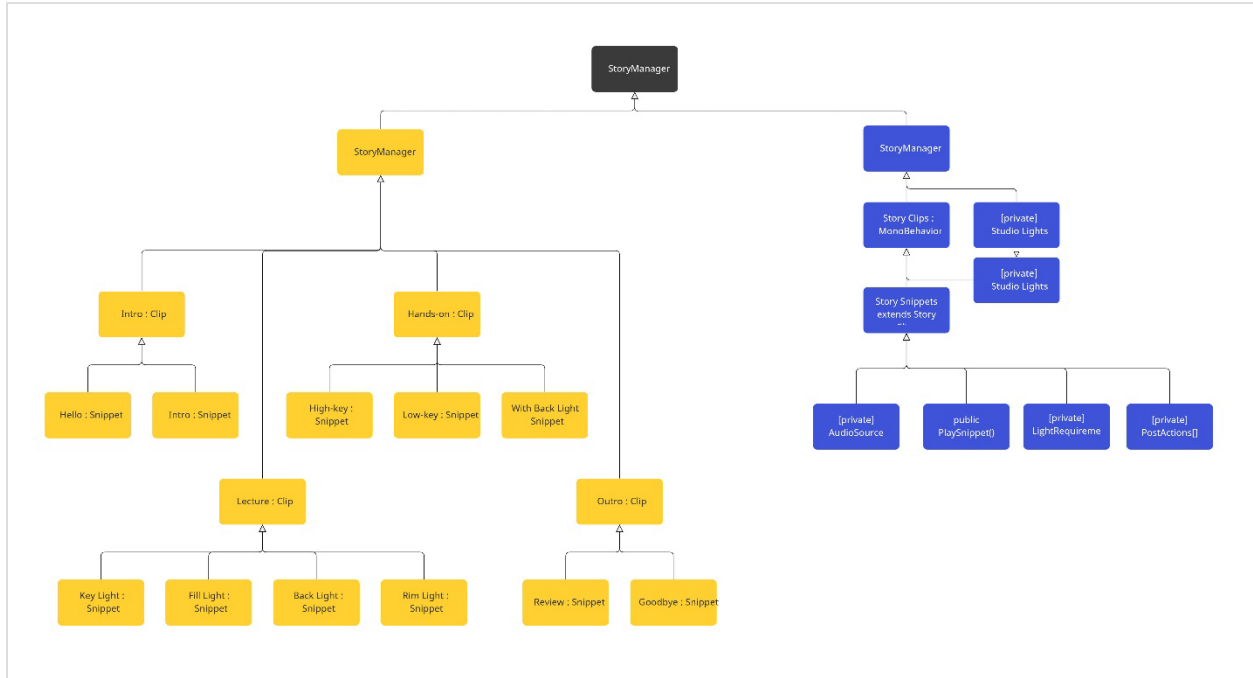 StoryManager
StoryManager
StoryManager
Story Clips :
MonoBehavior
[private]
Studio Lights
[private]
Studio Lights
Intro : Clip
Hands-on : Clip
Story Snippets
extends Story
Hello : Snippet
Intro : Snippet
High-key :
Snippet
Low-key : Snippet
With Back Light
Snippet
[private]
AudioSource
public
PlaySnippet()
[private]
LightRequireme
[private]
PostActions[]
Lecture : Clip
Outro : Clip
Key Light :
Snippet
Fill Light :
Snippet
Back Light :
Snippet
Rim Light :
Snippet
Review : Snippet
Goodbye : Snippet